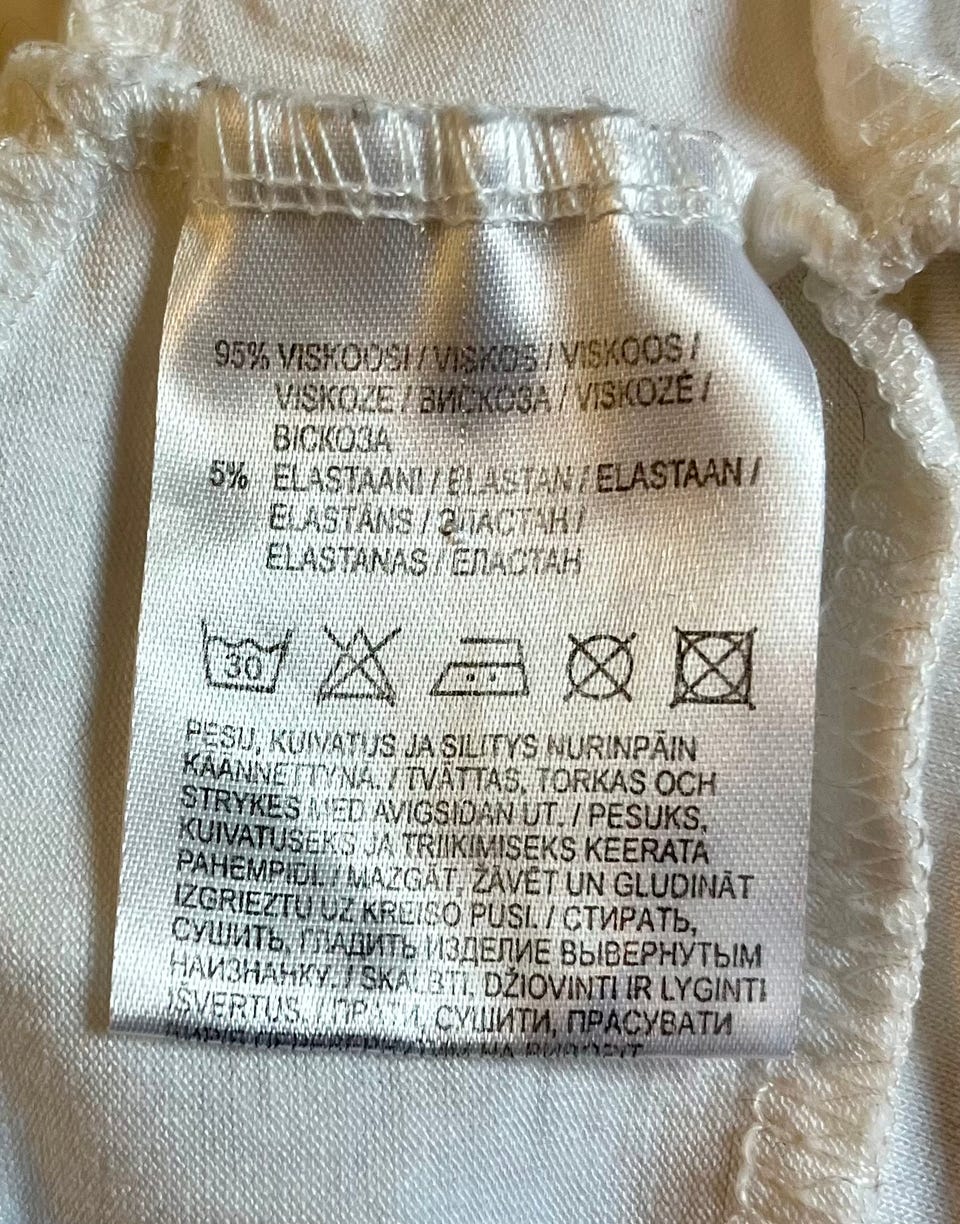 95% VISKOOSI / VISKOS / VISKOOS /
VISKOZE / ВИСКОЗА / VISKOZĖ /
ВІСКОЗА
5% ELASTAANI / ELASTAN / ELASTAAN /
ELASTĀNS / ЭЛАСТАН /
ELASTANAS / ЕЛАСТАН
30
PESU, KUIVATUS JA SILITYS NURINPÄIN
KÄÄNNETTYNÄ. / TVÄTTAS, TORKAS OCH
STRYKES MED AVIGSIDAN UT. / PESUKS,
KUIVATUSEKS JA TRIIKIMISEKS KEERATA
PAHEMPIDI. / MAZGĀT, ŽĀVĒT UN GLUDINĀT
IZGRIEZTU UZ KREISO PUSI. / СТИРАТЬ,
СУШИТЬ, ГЛАДИТЬ ИЗДЕЛИЕ ВЫВЕРНУТЫМ
НАИЗНАНКУ. / SKALBTI, DŽIOVINTI IR LYGINTI
IŠVERTUS. / СУШИТИ, ПРАСУВАТИ